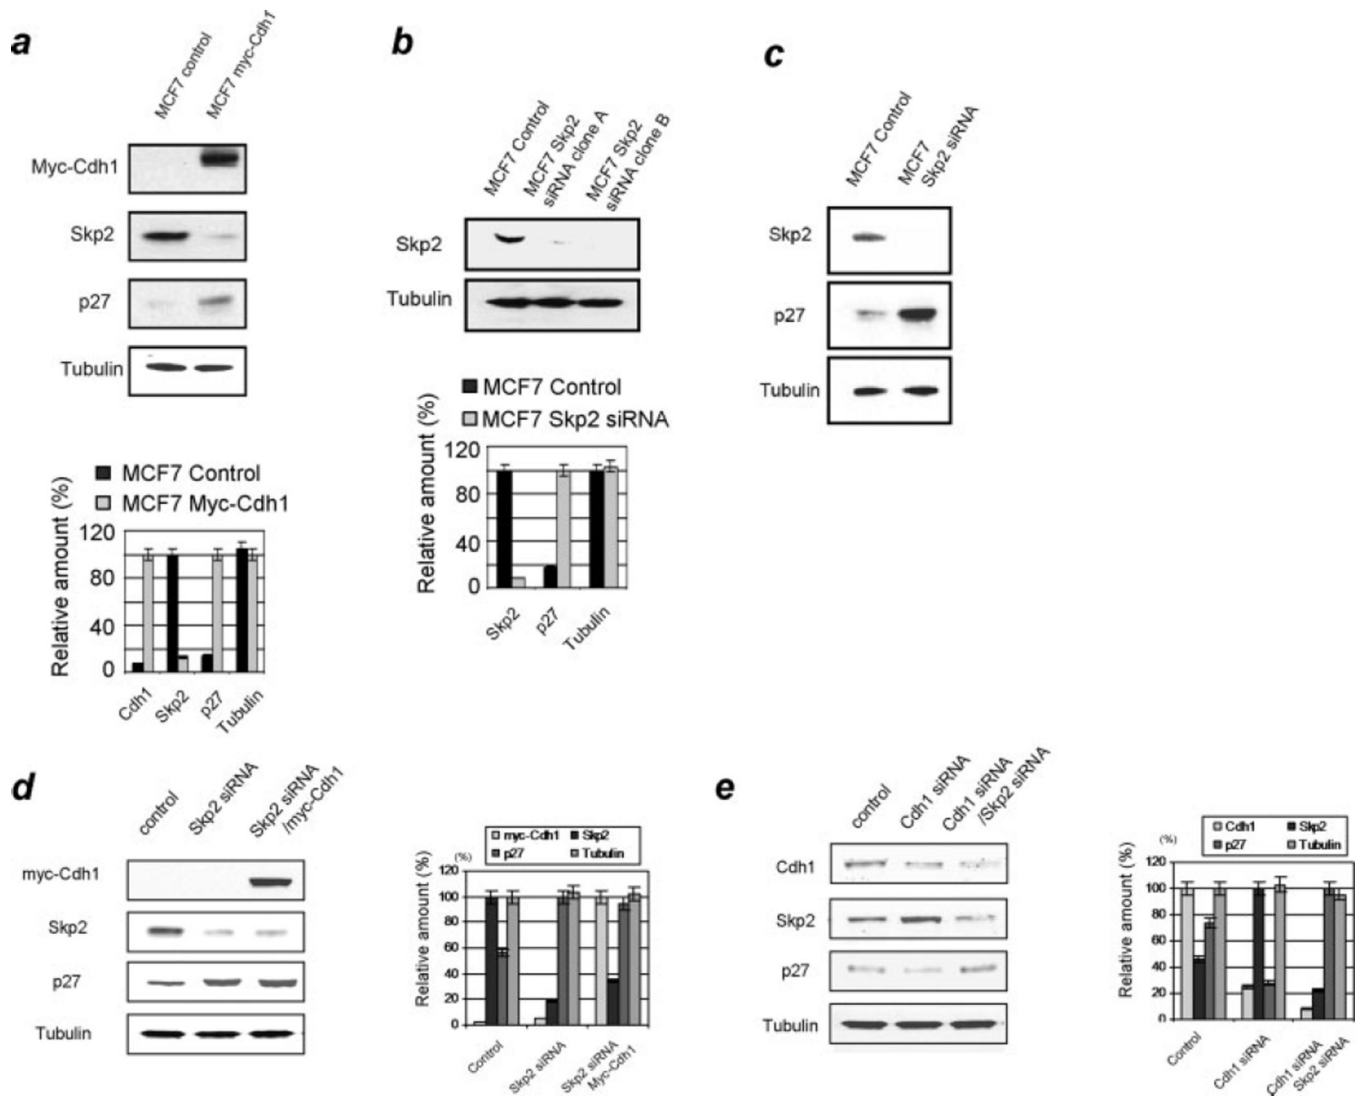 a
MCF7 control
MCF7 myc-Cdh1
Myc-Cdh1
Skp2
p27
Tubulin
MCF7 Control
MCF7 Myc-Cdh1
Relative amount (%)
120
80
40
0
Cdh1
Skp2
p27
Tubulin
b
MCF7 Control
MCF7 Skp2
siRNA clone A
MCF7 Skp2
siRNA clone B
Skp2
Tubulin
MCF7 Control
MCF7 Skp2 siRNA
Relative amount (%)
120
80
40
0
Skp2
p27
Tubulin
c
MCF7 Control
MCF7
Skp2 siRNA
Skp2
p27
Tubulin
d
control
Skp2 siRNA
Skp2 siRNA
/myc-Cdh1
myc-Cdh1
Skp2
p27
Tubulin
myc-Cdh1 Skp2
p27 Tubulin
(%)
Relative amount (%)
120
100
80
60
40
20
0
Control
Skp2 siRNA
Skp2 siRNA
Myc-Cdh1
e
control
Cdh1 siRNA
Cdh1 siRNA
/Skp2 siRNA
Cdh1
Skp2
p27
Tubulin
Cdh1 Skp2
p27 Tubulin
(%)
Relative amount (%)
120
100
80
60
40
20
0
Control
Cdh1 siRNA
Cdh1 siRNA
Skp2 siRNA